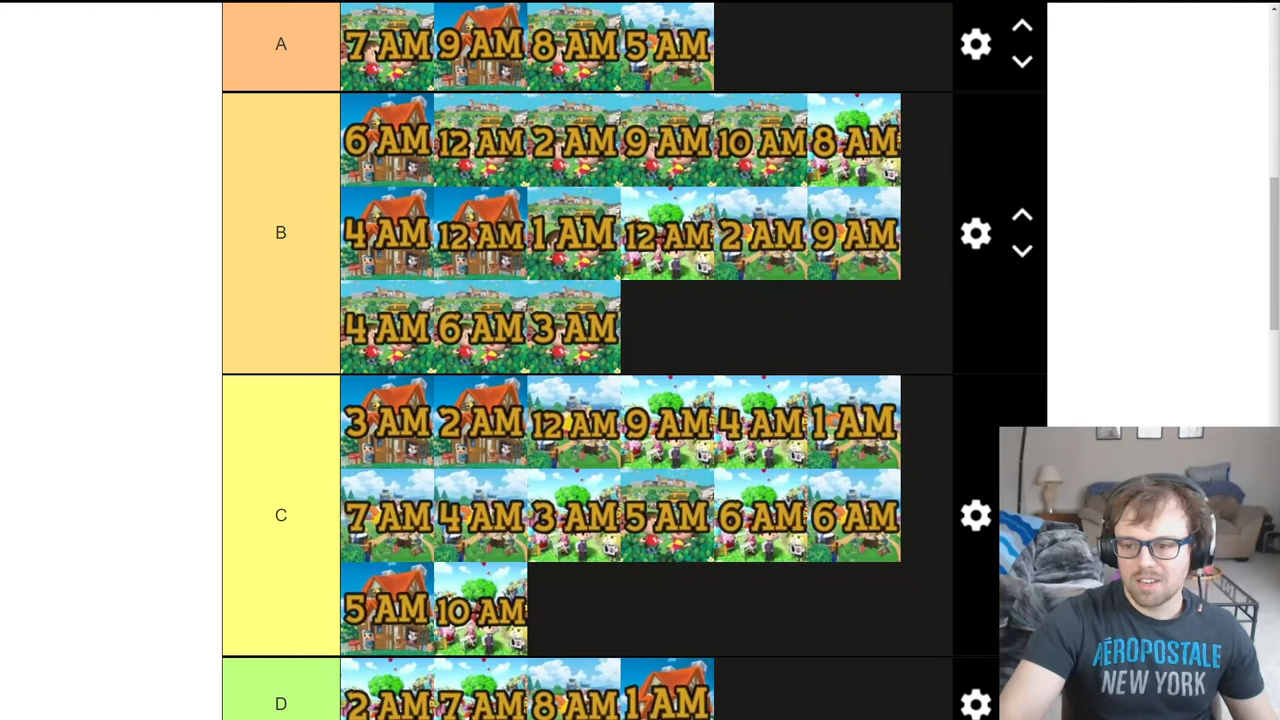 A
7 AM 9 AM 8 AM 5 AM
B
6 AM 12 AM 2 AM 9 AM 10 AM 8 AM
4 AM 12 AM 1 AM 12 AM 2 AM 9 AM
4 AM 6 AM 3 AM
C
3 AM 2 AM 12 AM 9 AM 4 AM 1 AM
7 AM 4 AM 3 AM 5 AM 6 AM 6 AM
5 AM 10 AM
D
2 AM 7 AM 8 AM 1 AM
AÉROPOSTALE
NEW YORK